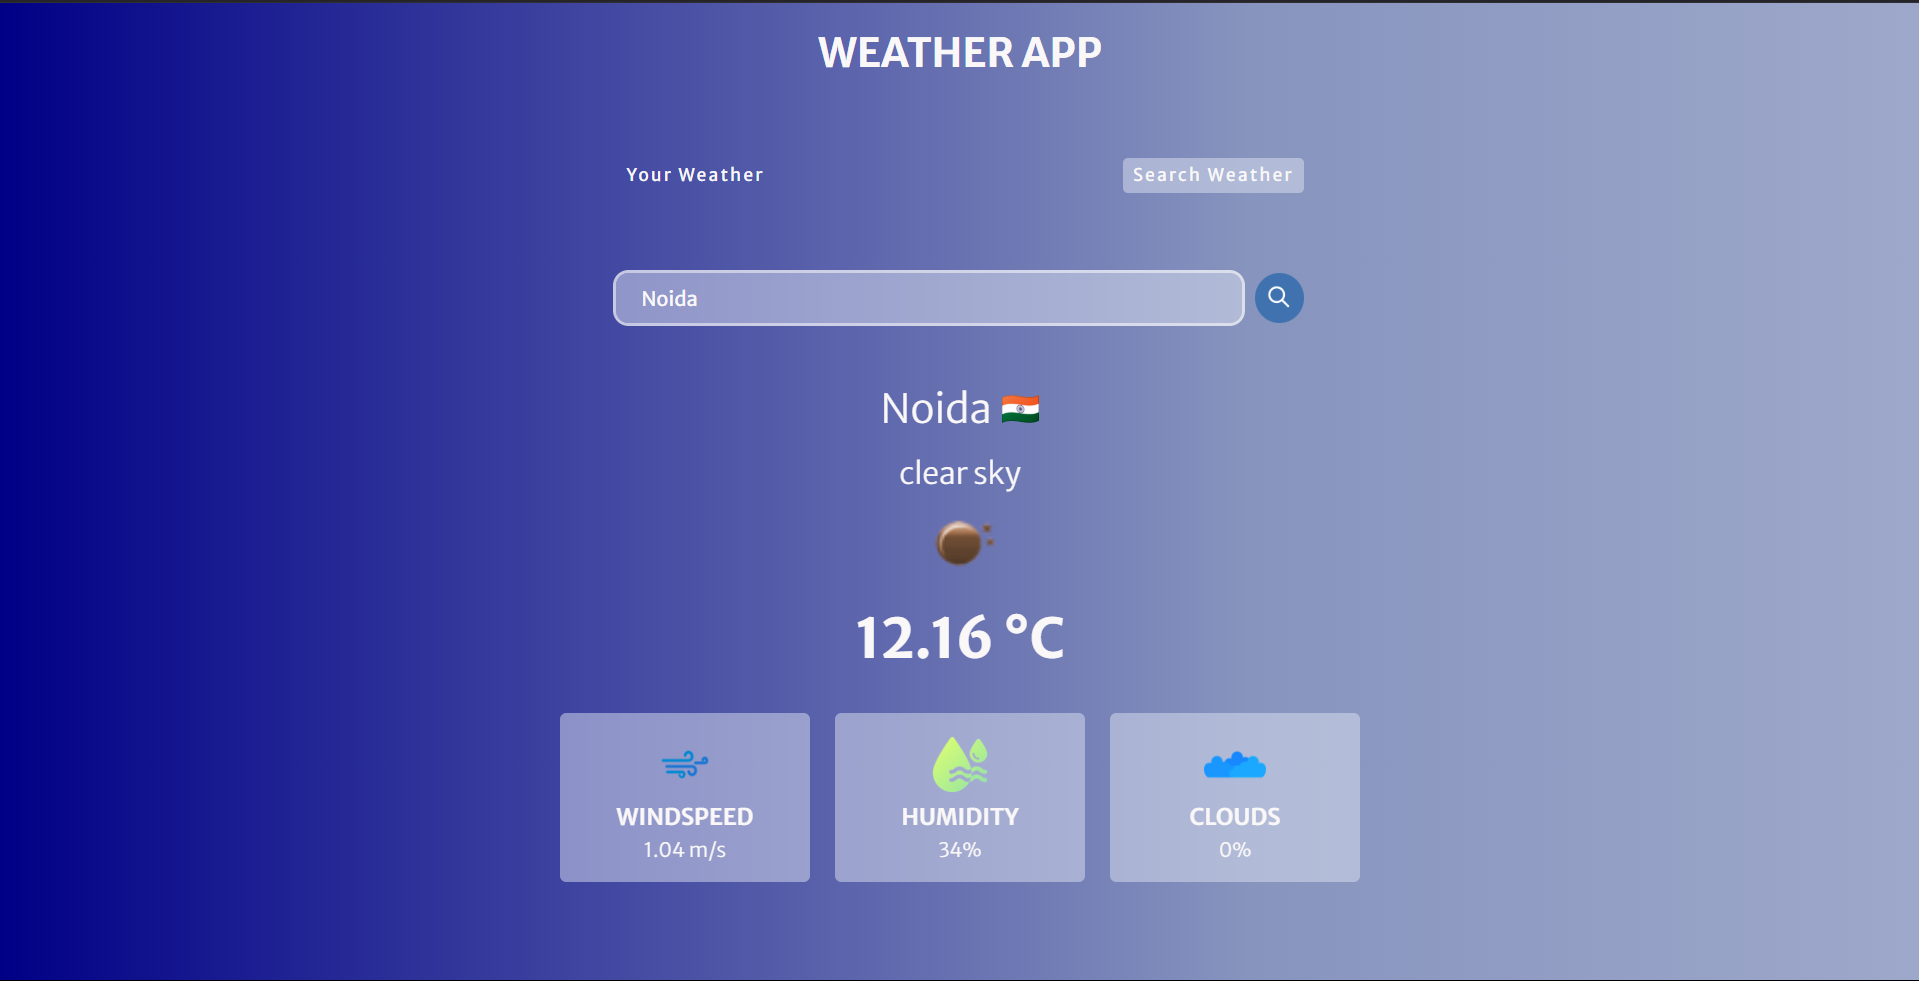 WEATHER APP
Your Weather
Search Weather
Noida
Noida
clear sky
12.16 °C
WINDSPEED
1.04 m/s
HUMIDITY
34%
CLOUDS
0%